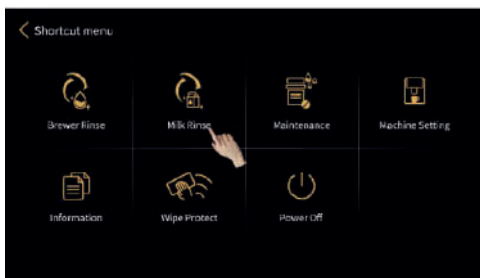 Shortcut menu
Brewer Rinse
Milk Rinse
Maintenance
Machine Setting
Information
Wipe Protect
Power Off